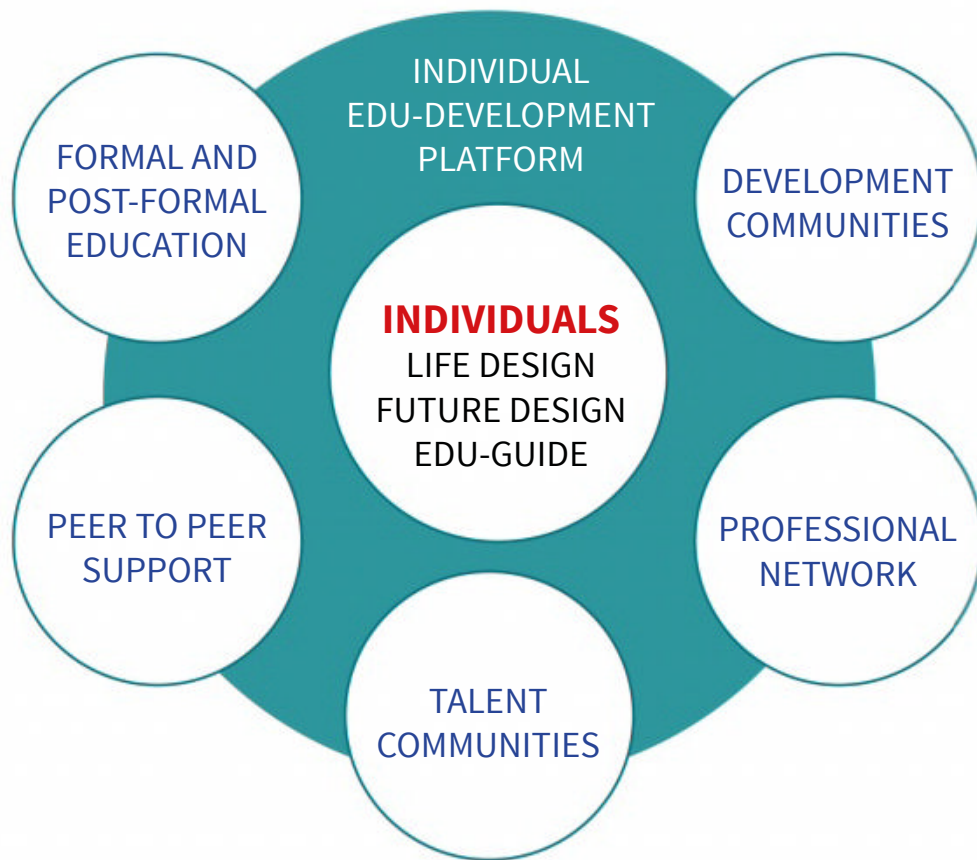 INDIVIDUAL
EDU-DEVELOPMENT
PLATFORM
FORMAL AND
POST-FORMAL
EDUCATION
DEVELOPMENT
COMMUNITIES
INDIVIDUALS
LIFE DESIGN
FUTURE DESIGN
EDU-GUIDE
PEER TO PEER
SUPPORT
PROFESSIONAL
NETWORK
TALENT
COMMUNITIES